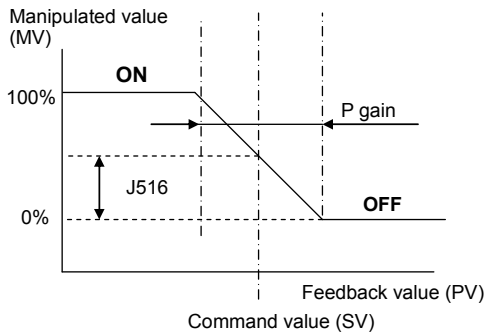 Manipulated value
(MV)
ON
100%
P gain
J516
0%
OFF
Feedback value (PV)
Command value (SV)